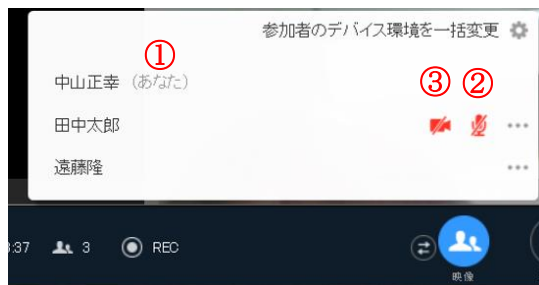 参加者のデバイス環境を一括変更
①
中山正幸 (あなた)
③ ②
田中太郎
遠藤隆
3:37 3 REC
映像